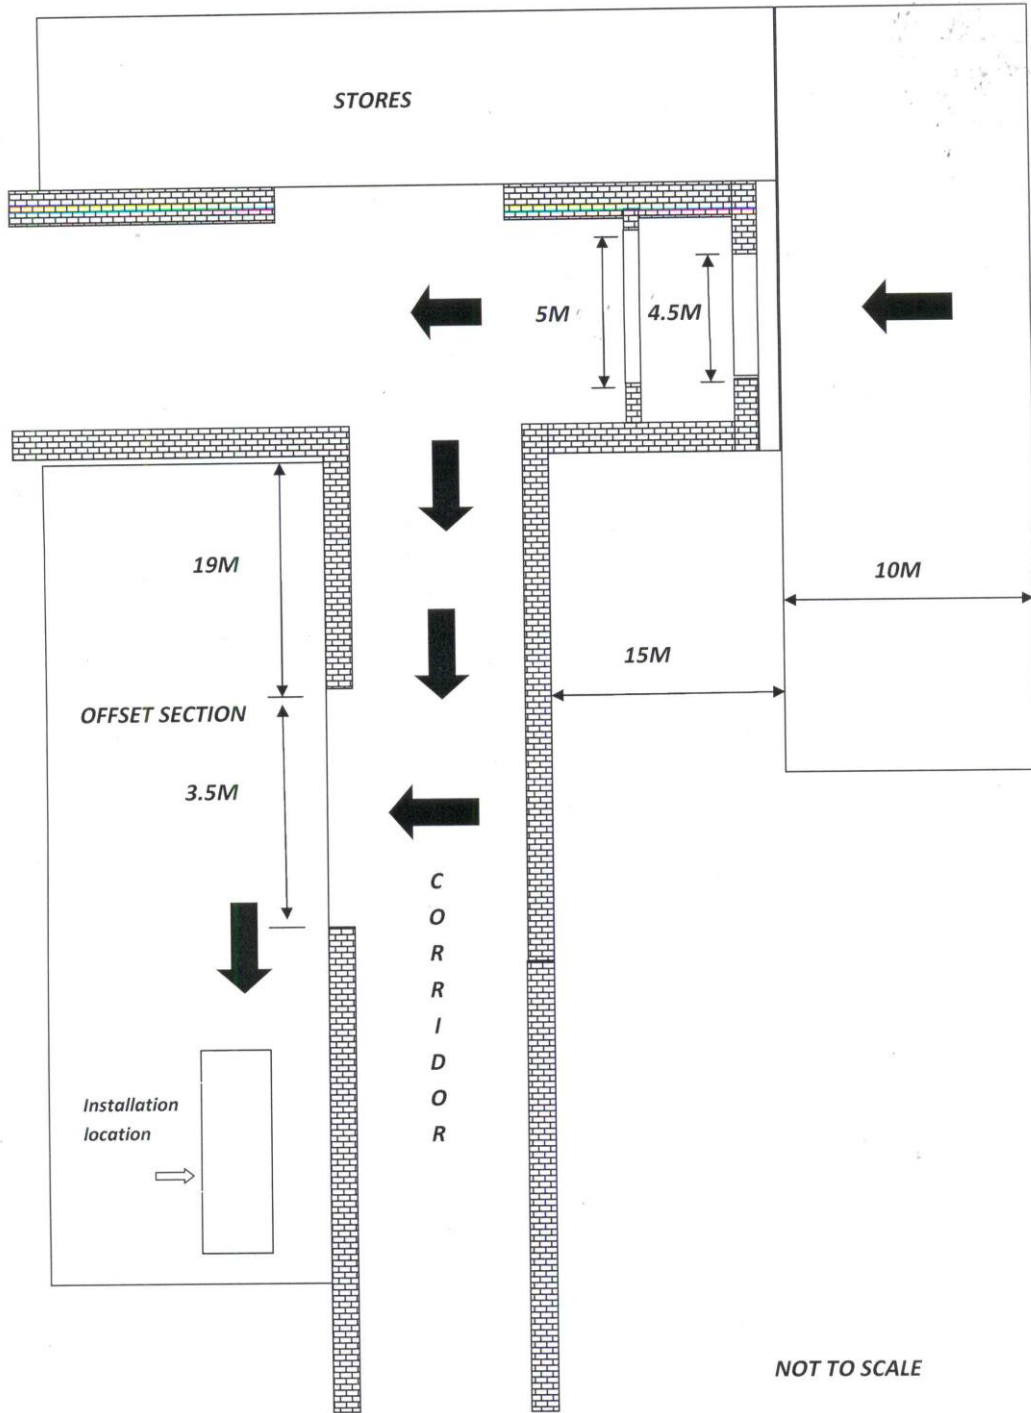 STORES
5M
4.5M
19M
10M
15M
OFFSET SECTION
3.5M
C
O
R
R
I
D
O
R
Installation
location
NOT TO SCALE